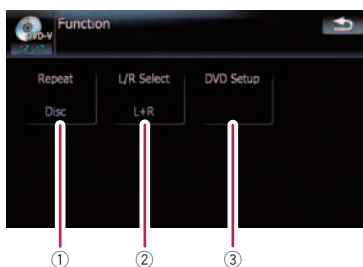 DVD-V
Function
Repeat
L/R Select
DVD Setup
Disc
L+R
① ② ③